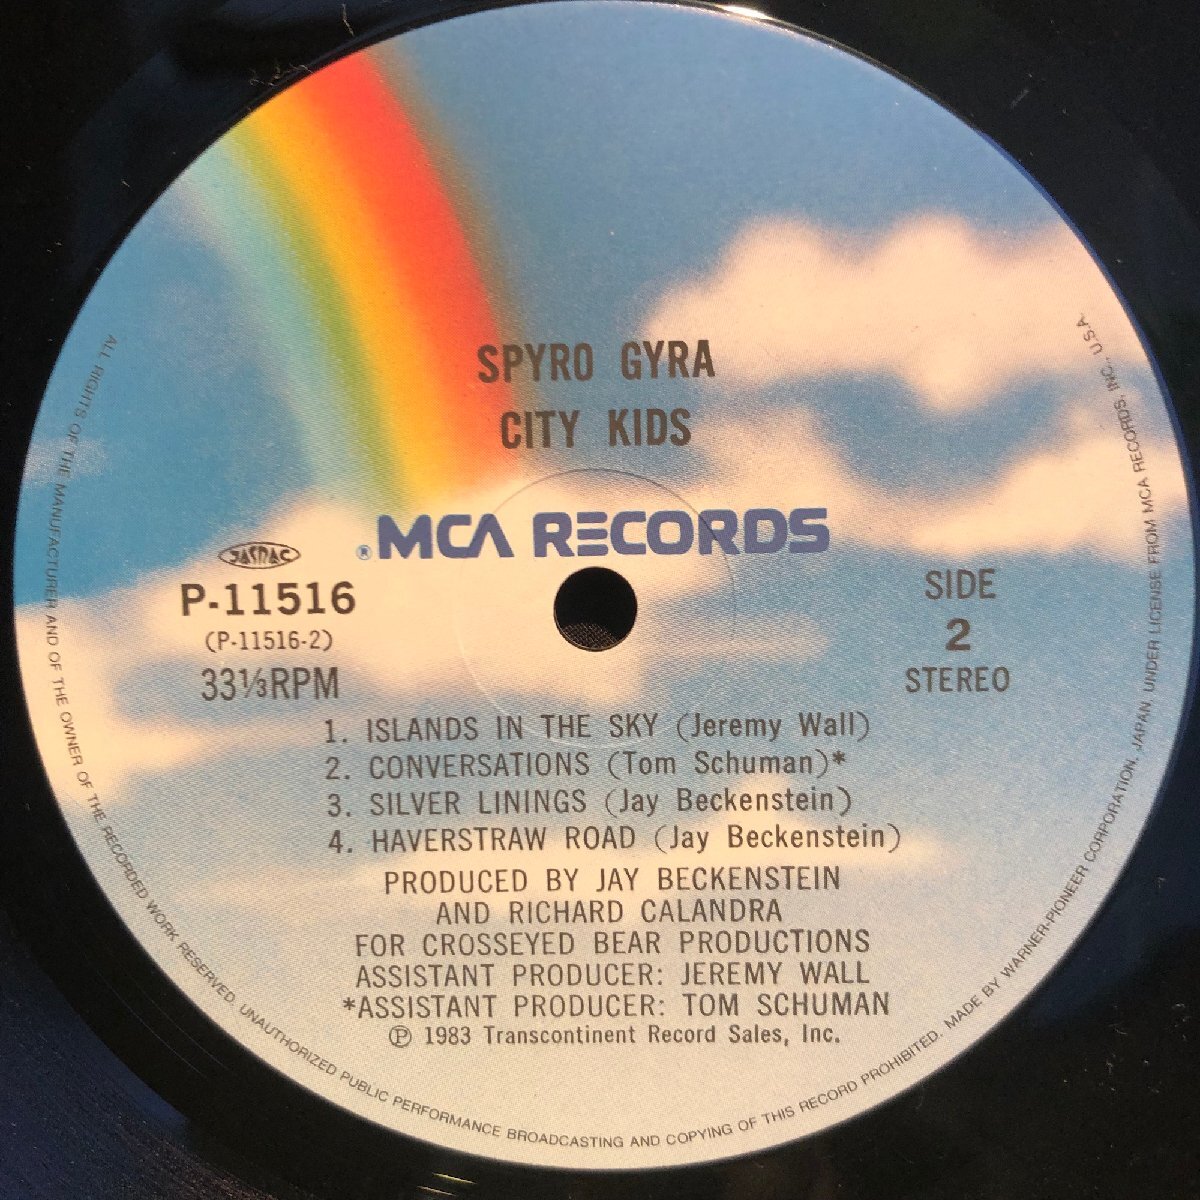 SPYRO GYRA
CITY KIDS
® MCA RECORDS
JASRAC
P-11516
(P-11516-2)
33⅓RPM
SIDE
2
STEREO
1. ISLANDS IN THE SKY (Jeremy Wall)
2. CONVERSATIONS (Tom Schuman)*
3. SILVER LININGS (Jay Beckenstein)
4. HAVERSTRAW ROAD (Jay Beckenstein)
PRODUCED BY JAY BECKENSTEIN
AND RICHARD CALANDRA
FOR CROSSEYED BEAR PRODUCTIONS
ASSISTANT PRODUCER: JEREMY WALL
*ASSISTANT PRODUCER: TOM SCHUMAN
Ⓟ 1983 Transcontinent Record Sales, Inc.
ALL RIGHTS OF THE MANUFACTURER AND OF THE OWNER OF THE RECORDED WORK RESERVED. UNAUTHORIZED PUBLIC PERFORMANCE BROADCASTING AND COPYING OF THIS RECORD PROHIBITED. MADE BY WARNER-PIONEER CORPORATION, JAPAN, UNDER LICENSE FROM MCA RECORDS, INC., U.S.A.